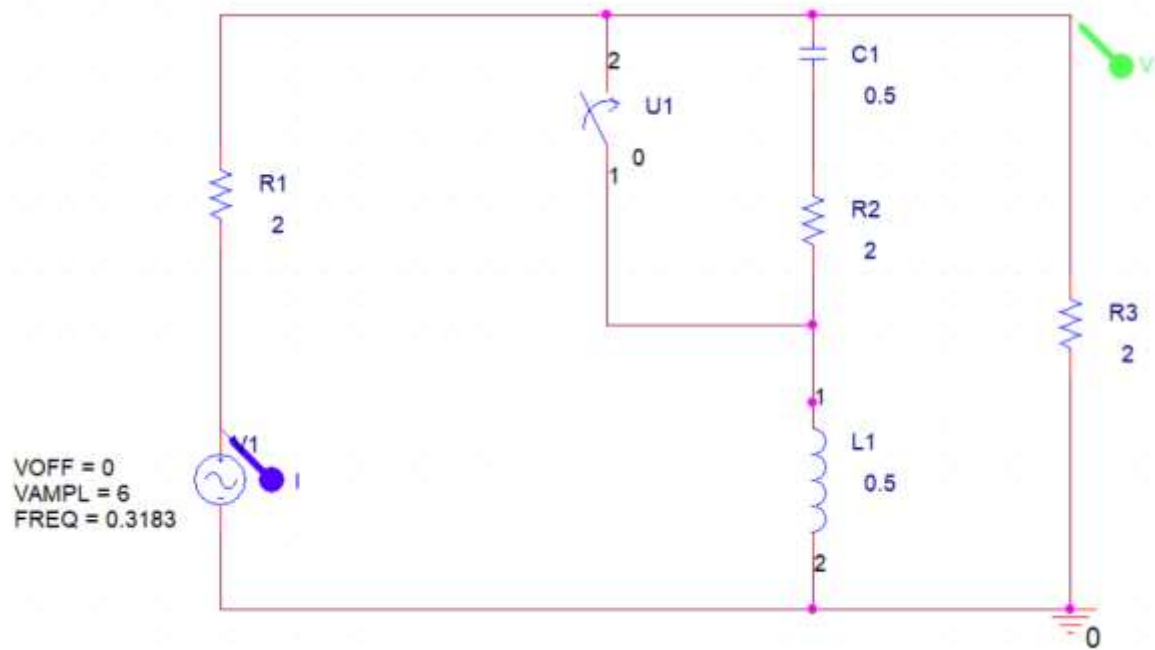 V
2
U1
0
1
C1
0.5
R1
2
R2
2
R3
2
1
L1
0.5
2
V1
I
VOFF = 0
VAMPL = 6
FREQ = 0.3183
0